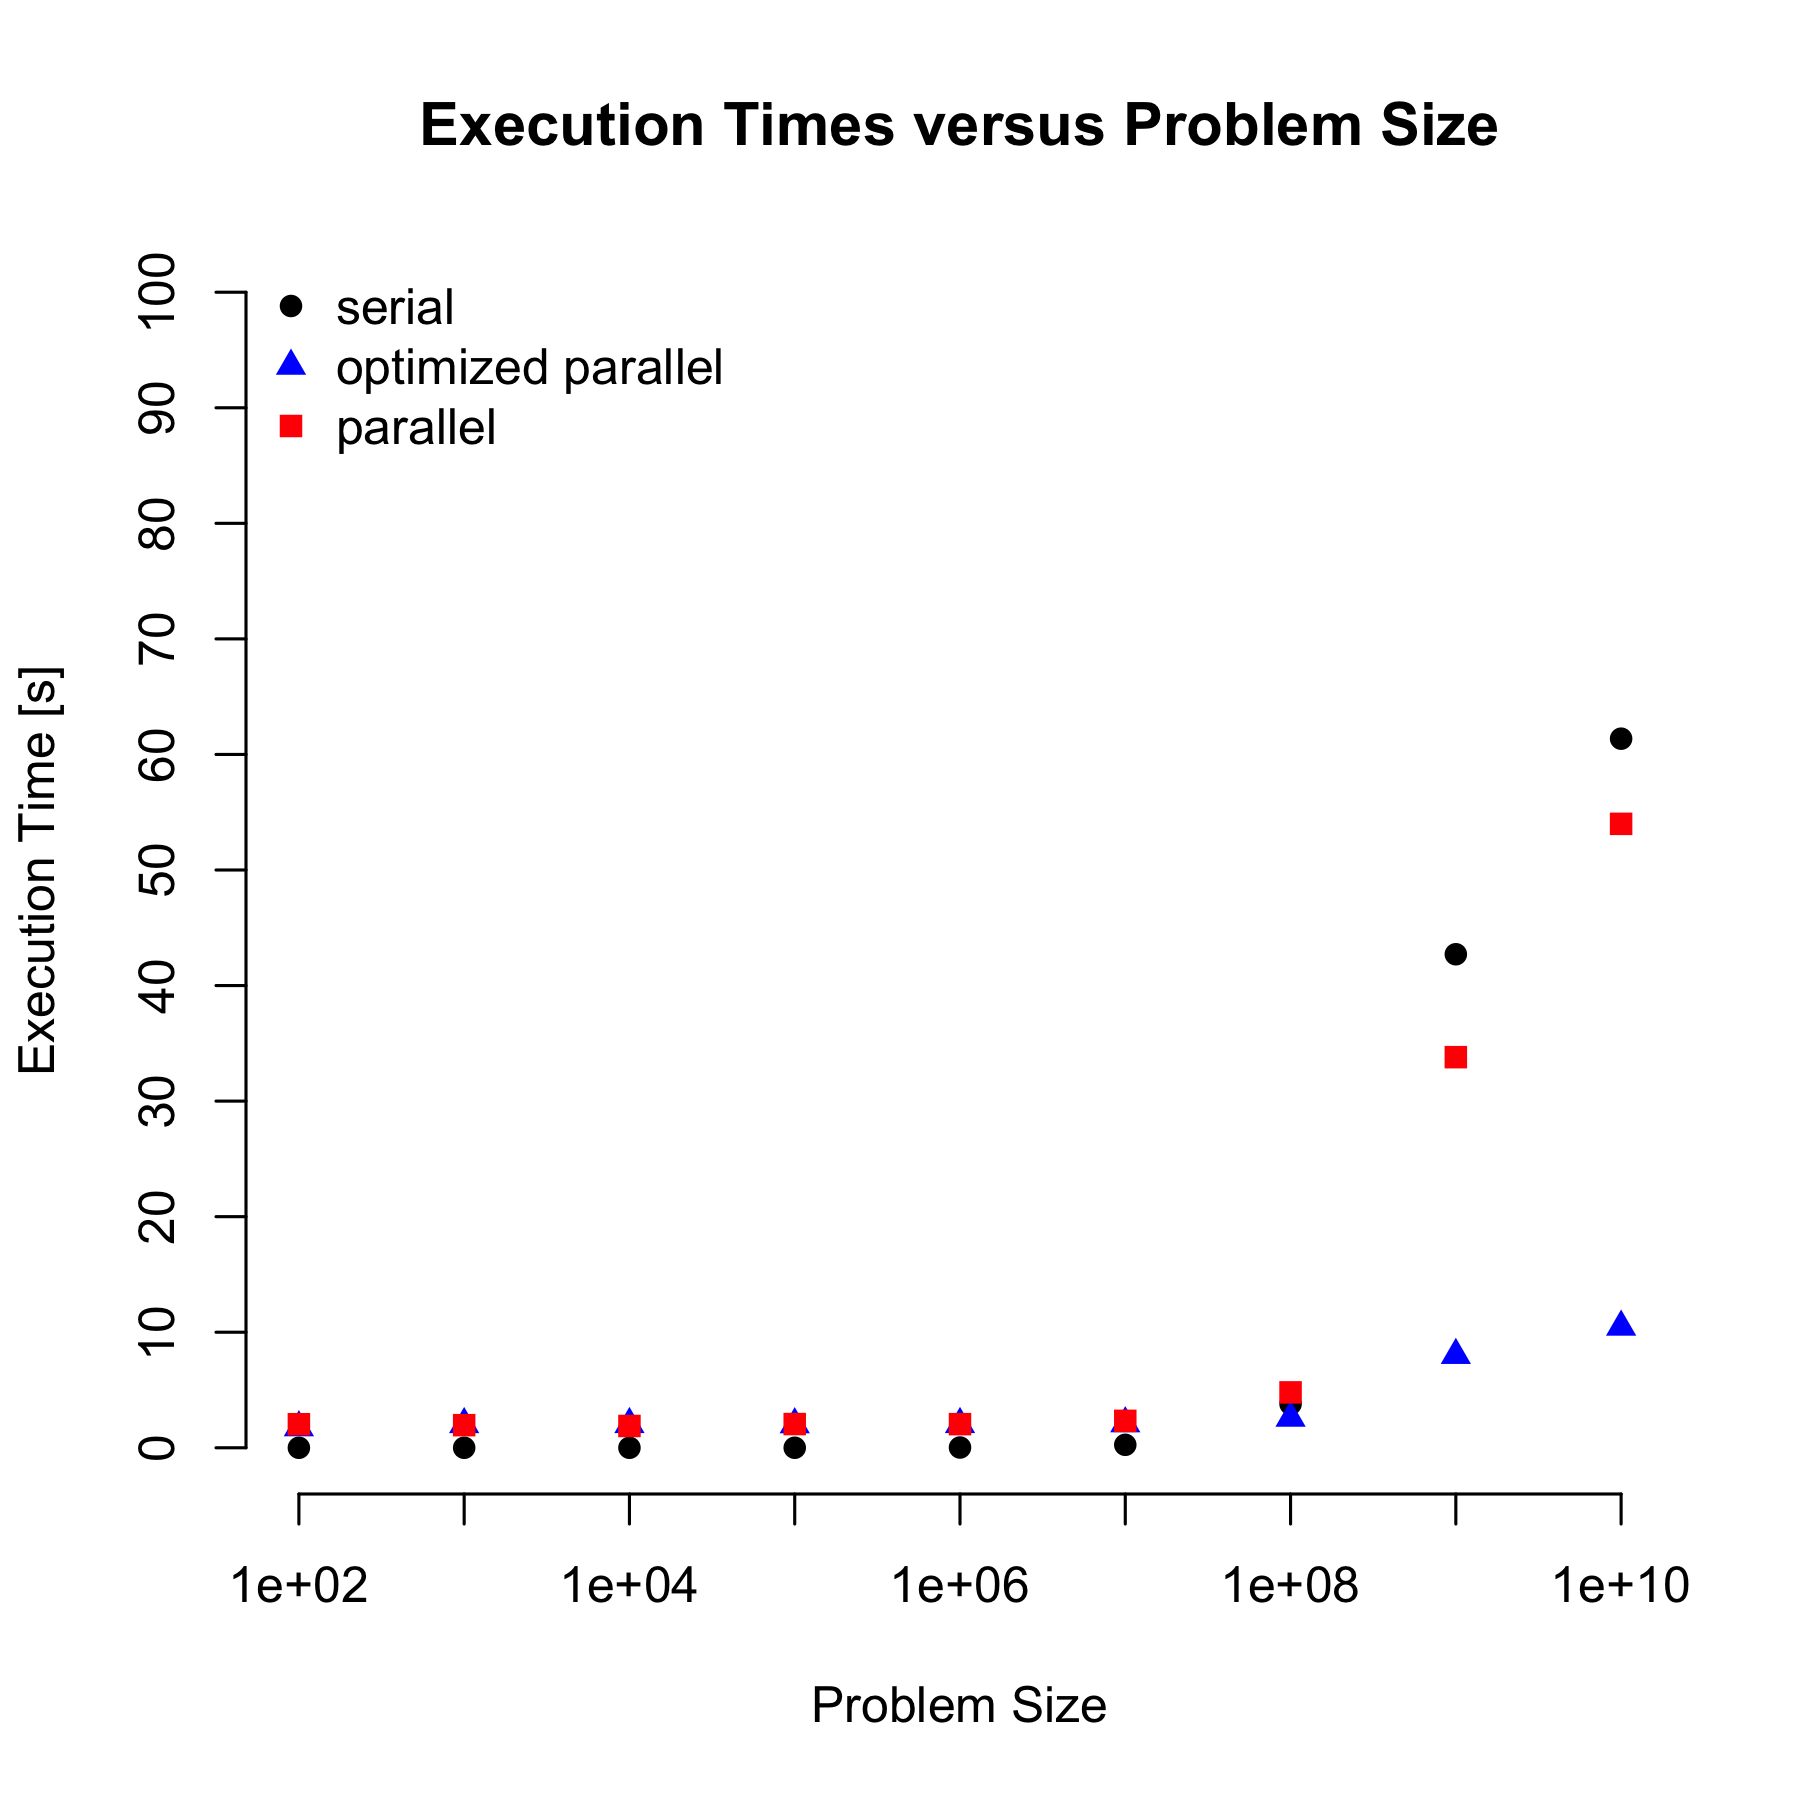 Execution Times versus Problem Size
serial
optimized parallel
parallel
Execution Time [s]
100
90
80
70
60
50
40
30
20
10
0
1e+02 1e+04 1e+06 1e+08 1e+10
Problem Size